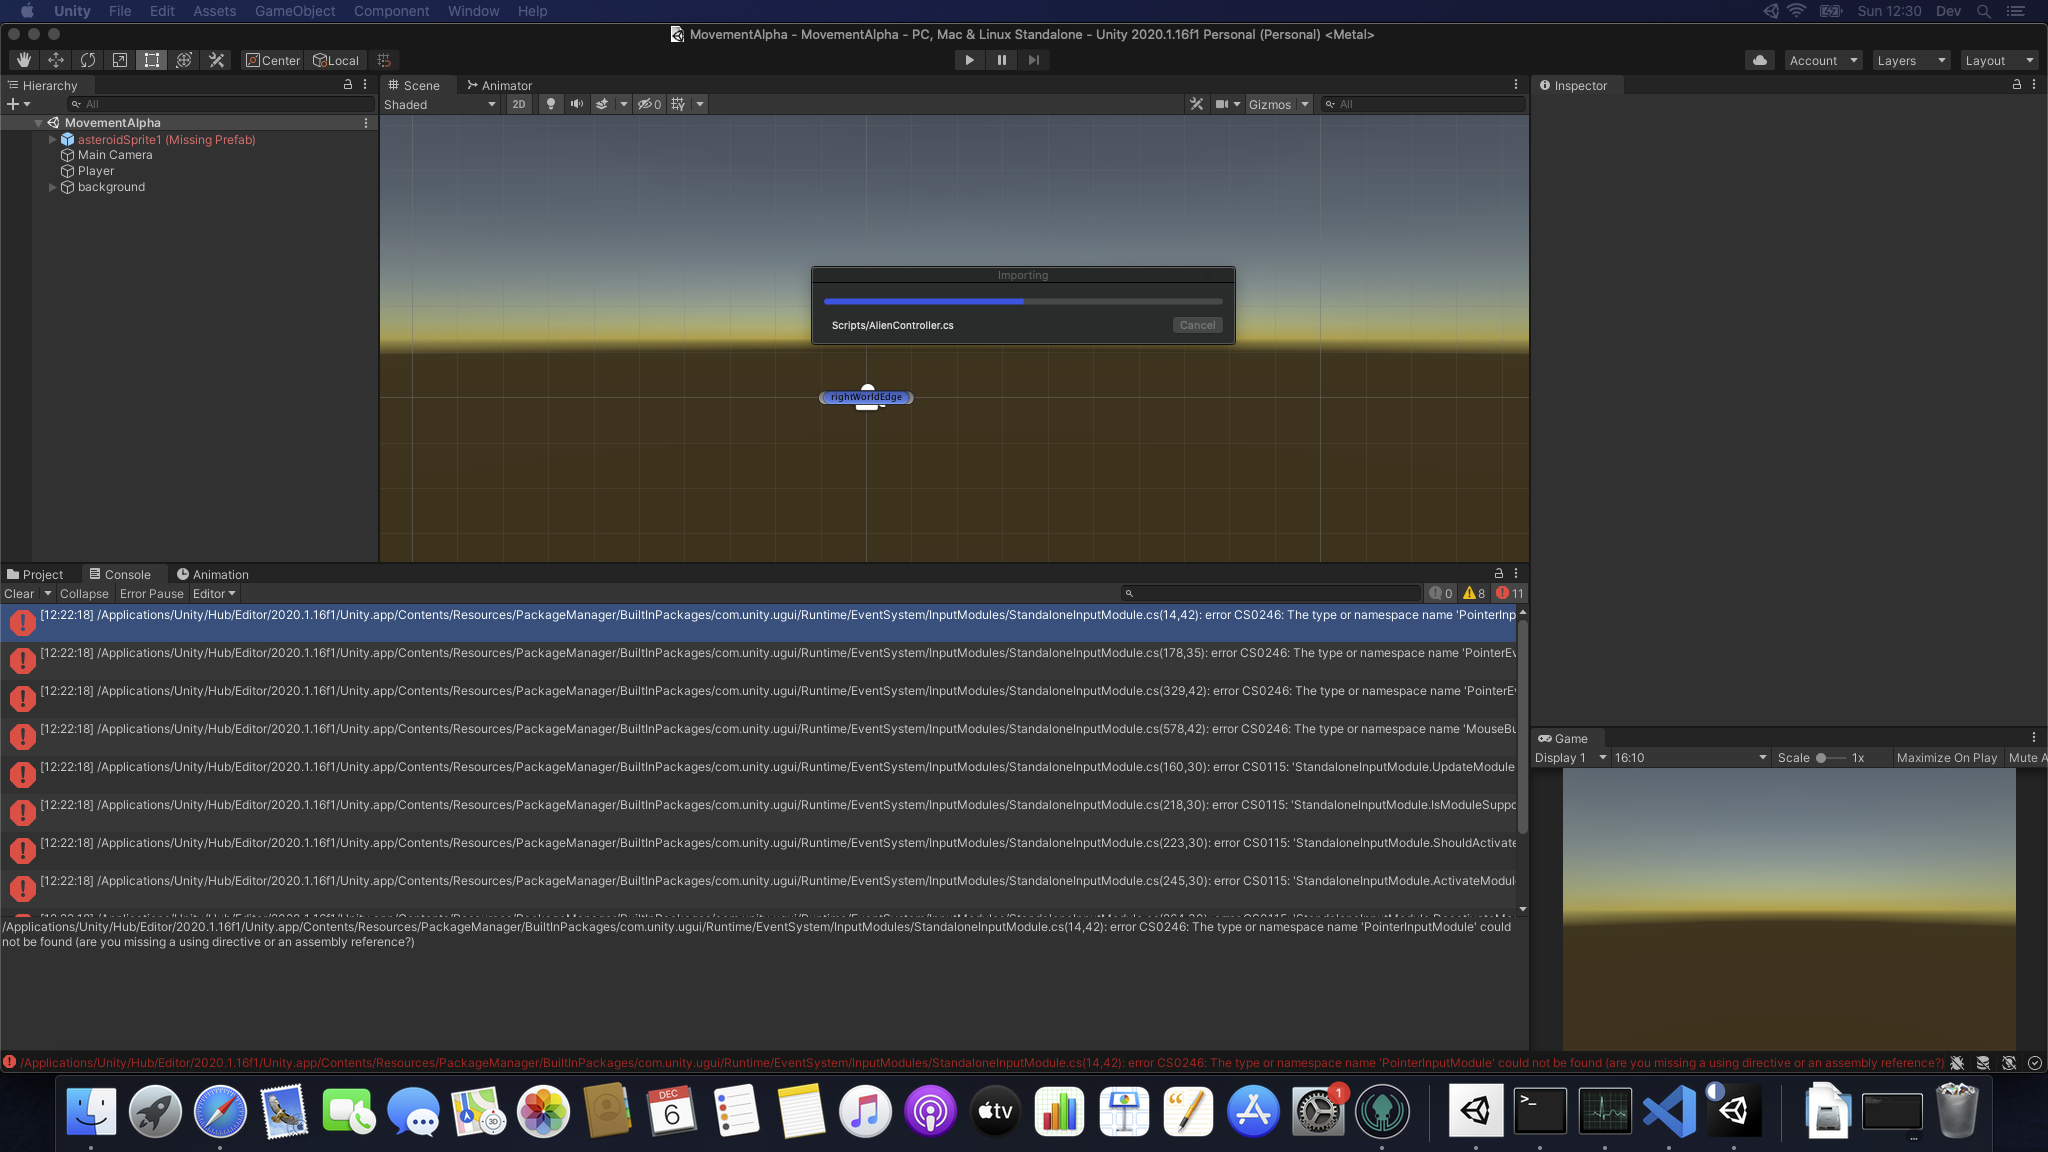 Unity File Edit Assets GameObject Component Window Help Sun 12:30 Dev
MovementAlpha - MovementAlpha - PC, Mac & Linux Standalone - Unity 2020.1.16f1 Personal (Personal) <Metal>
Center Local Account Layers Layout
Hierarchy Scene Animator Inspector
All Shaded 2D 0 Gizmos All
MovementAlpha
asteroidSprite1 (Missing Prefab)
Main Camera
Player
background
Importing
Scripts/AlienController.cs Cancel
rightWorldEdge
Project Console Animation
Clear Collapse Error Pause Editor 0 8 11
[12:22:18] /Applications/Unity/Hub/Editor/2020.1.16f1/Unity.app/Contents/Resources/PackageManager/BuiltInPackages/com.unity.ugui/Runtime/EventSystem/InputModules/StandaloneInputModule.cs(14,42): error CS0246: The type or namespace name 'PointerInp
[12:22:18] /Applications/Unity/Hub/Editor/2020.1.16f1/Unity.app/Contents/Resources/PackageManager/BuiltInPackages/com.unity.ugui/Runtime/EventSystem/InputModules/StandaloneInputModule.cs(178,35): error CS0246: The type or namespace name 'PointerEv
[12:22:18] /Applications/Unity/Hub/Editor/2020.1.16f1/Unity.app/Contents/Resources/PackageManager/BuiltInPackages/com.unity.ugui/Runtime/EventSystem/InputModules/StandaloneInputModule.cs(329,42): error CS0246: The type or namespace name 'PointerEv
[12:22:18] /Applications/Unity/Hub/Editor/2020.1.16f1/Unity.app/Contents/Resources/PackageManager/BuiltInPackages/com.unity.ugui/Runtime/EventSystem/InputModules/StandaloneInputModule.cs(578,42): error CS0246: The type or namespace name 'MouseBu
[12:22:18] /Applications/Unity/Hub/Editor/2020.1.16f1/Unity.app/Contents/Resources/PackageManager/BuiltInPackages/com.unity.ugui/Runtime/EventSystem/InputModules/StandaloneInputModule.cs(160,30): error CS0115: 'StandaloneInputModule.UpdateModule
[12:22:18] /Applications/Unity/Hub/Editor/2020.1.16f1/Unity.app/Contents/Resources/PackageManager/BuiltInPackages/com.unity.ugui/Runtime/EventSystem/InputModules/StandaloneInputModule.cs(218,30): error CS0115: 'StandaloneInputModule.IsModuleSuppo
[12:22:18] /Applications/Unity/Hub/Editor/2020.1.16f1/Unity.app/Contents/Resources/PackageManager/BuiltInPackages/com.unity.ugui/Runtime/EventSystem/InputModules/StandaloneInputModule.cs(223,30): error CS0115: 'StandaloneInputModule.ShouldActivate
[12:22:18] /Applications/Unity/Hub/Editor/2020.1.16f1/Unity.app/Contents/Resources/PackageManager/BuiltInPackages/com.unity.ugui/Runtime/EventSystem/InputModules/StandaloneInputModule.cs(245,30): error CS0115: 'StandaloneInputModule.ActivateModul
/Applications/Unity/Hub/Editor/2020.1.16f1/Unity.app/Contents/Resources/PackageManager/BuiltInPackages/com.unity.ugui/Runtime/EventSystem/InputModules/StandaloneInputModule.cs(14,42): error CS0246: The type or namespace name 'PointerInputModule' could
not be found (are you missing a using directive or an assembly reference?)
Game
Display 1 16:10 Scale 1x Maximize On Play Mute A
/Applications/Unity/Hub/Editor/2020.1.16f1/Unity.app/Contents/Resources/PackageManager/BuiltInPackages/com.unity.ugui/Runtime/EventSystem/InputModules/StandaloneInputModule.cs(14,42): error CS0246: The type or namespace name 'PointerInputModule' could not be found (are you missing a using directive or an assembly reference?)
3D DEC 6 tv 1 >_